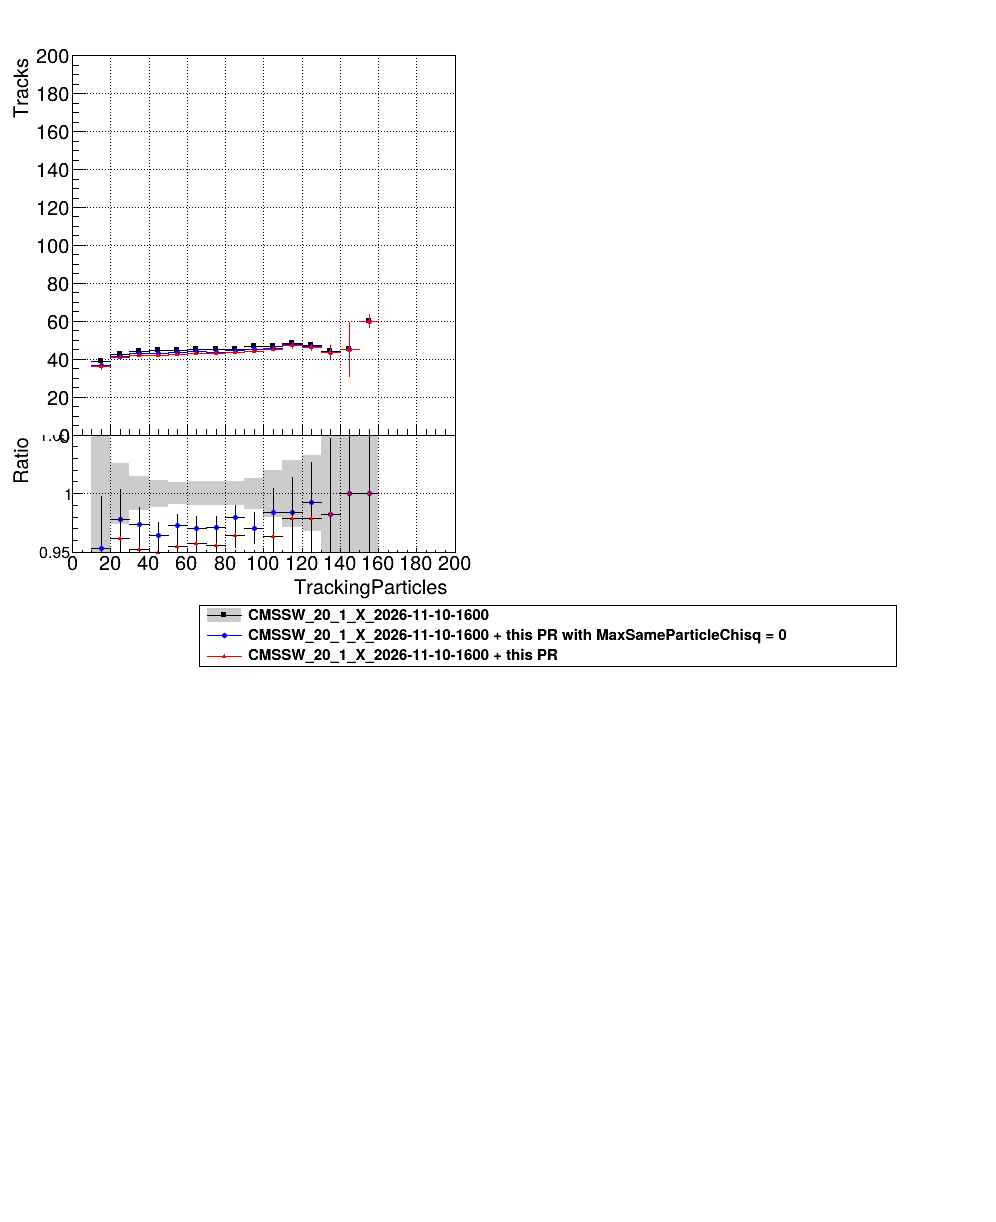 Tracks
200
180
160
140
120
100
80
60
40
20
0
Ratio
1
0.95
0 20 40 60 80 100 120 140 160 180 200
TrackingParticles
CMSSW_20_1_X_2026-11-10-1600
CMSSW_20_1_X_2026-11-10-1600 + this PR with MaxSameParticleChisq = 0
CMSSW_20_1_X_2026-11-10-1600 + this PR